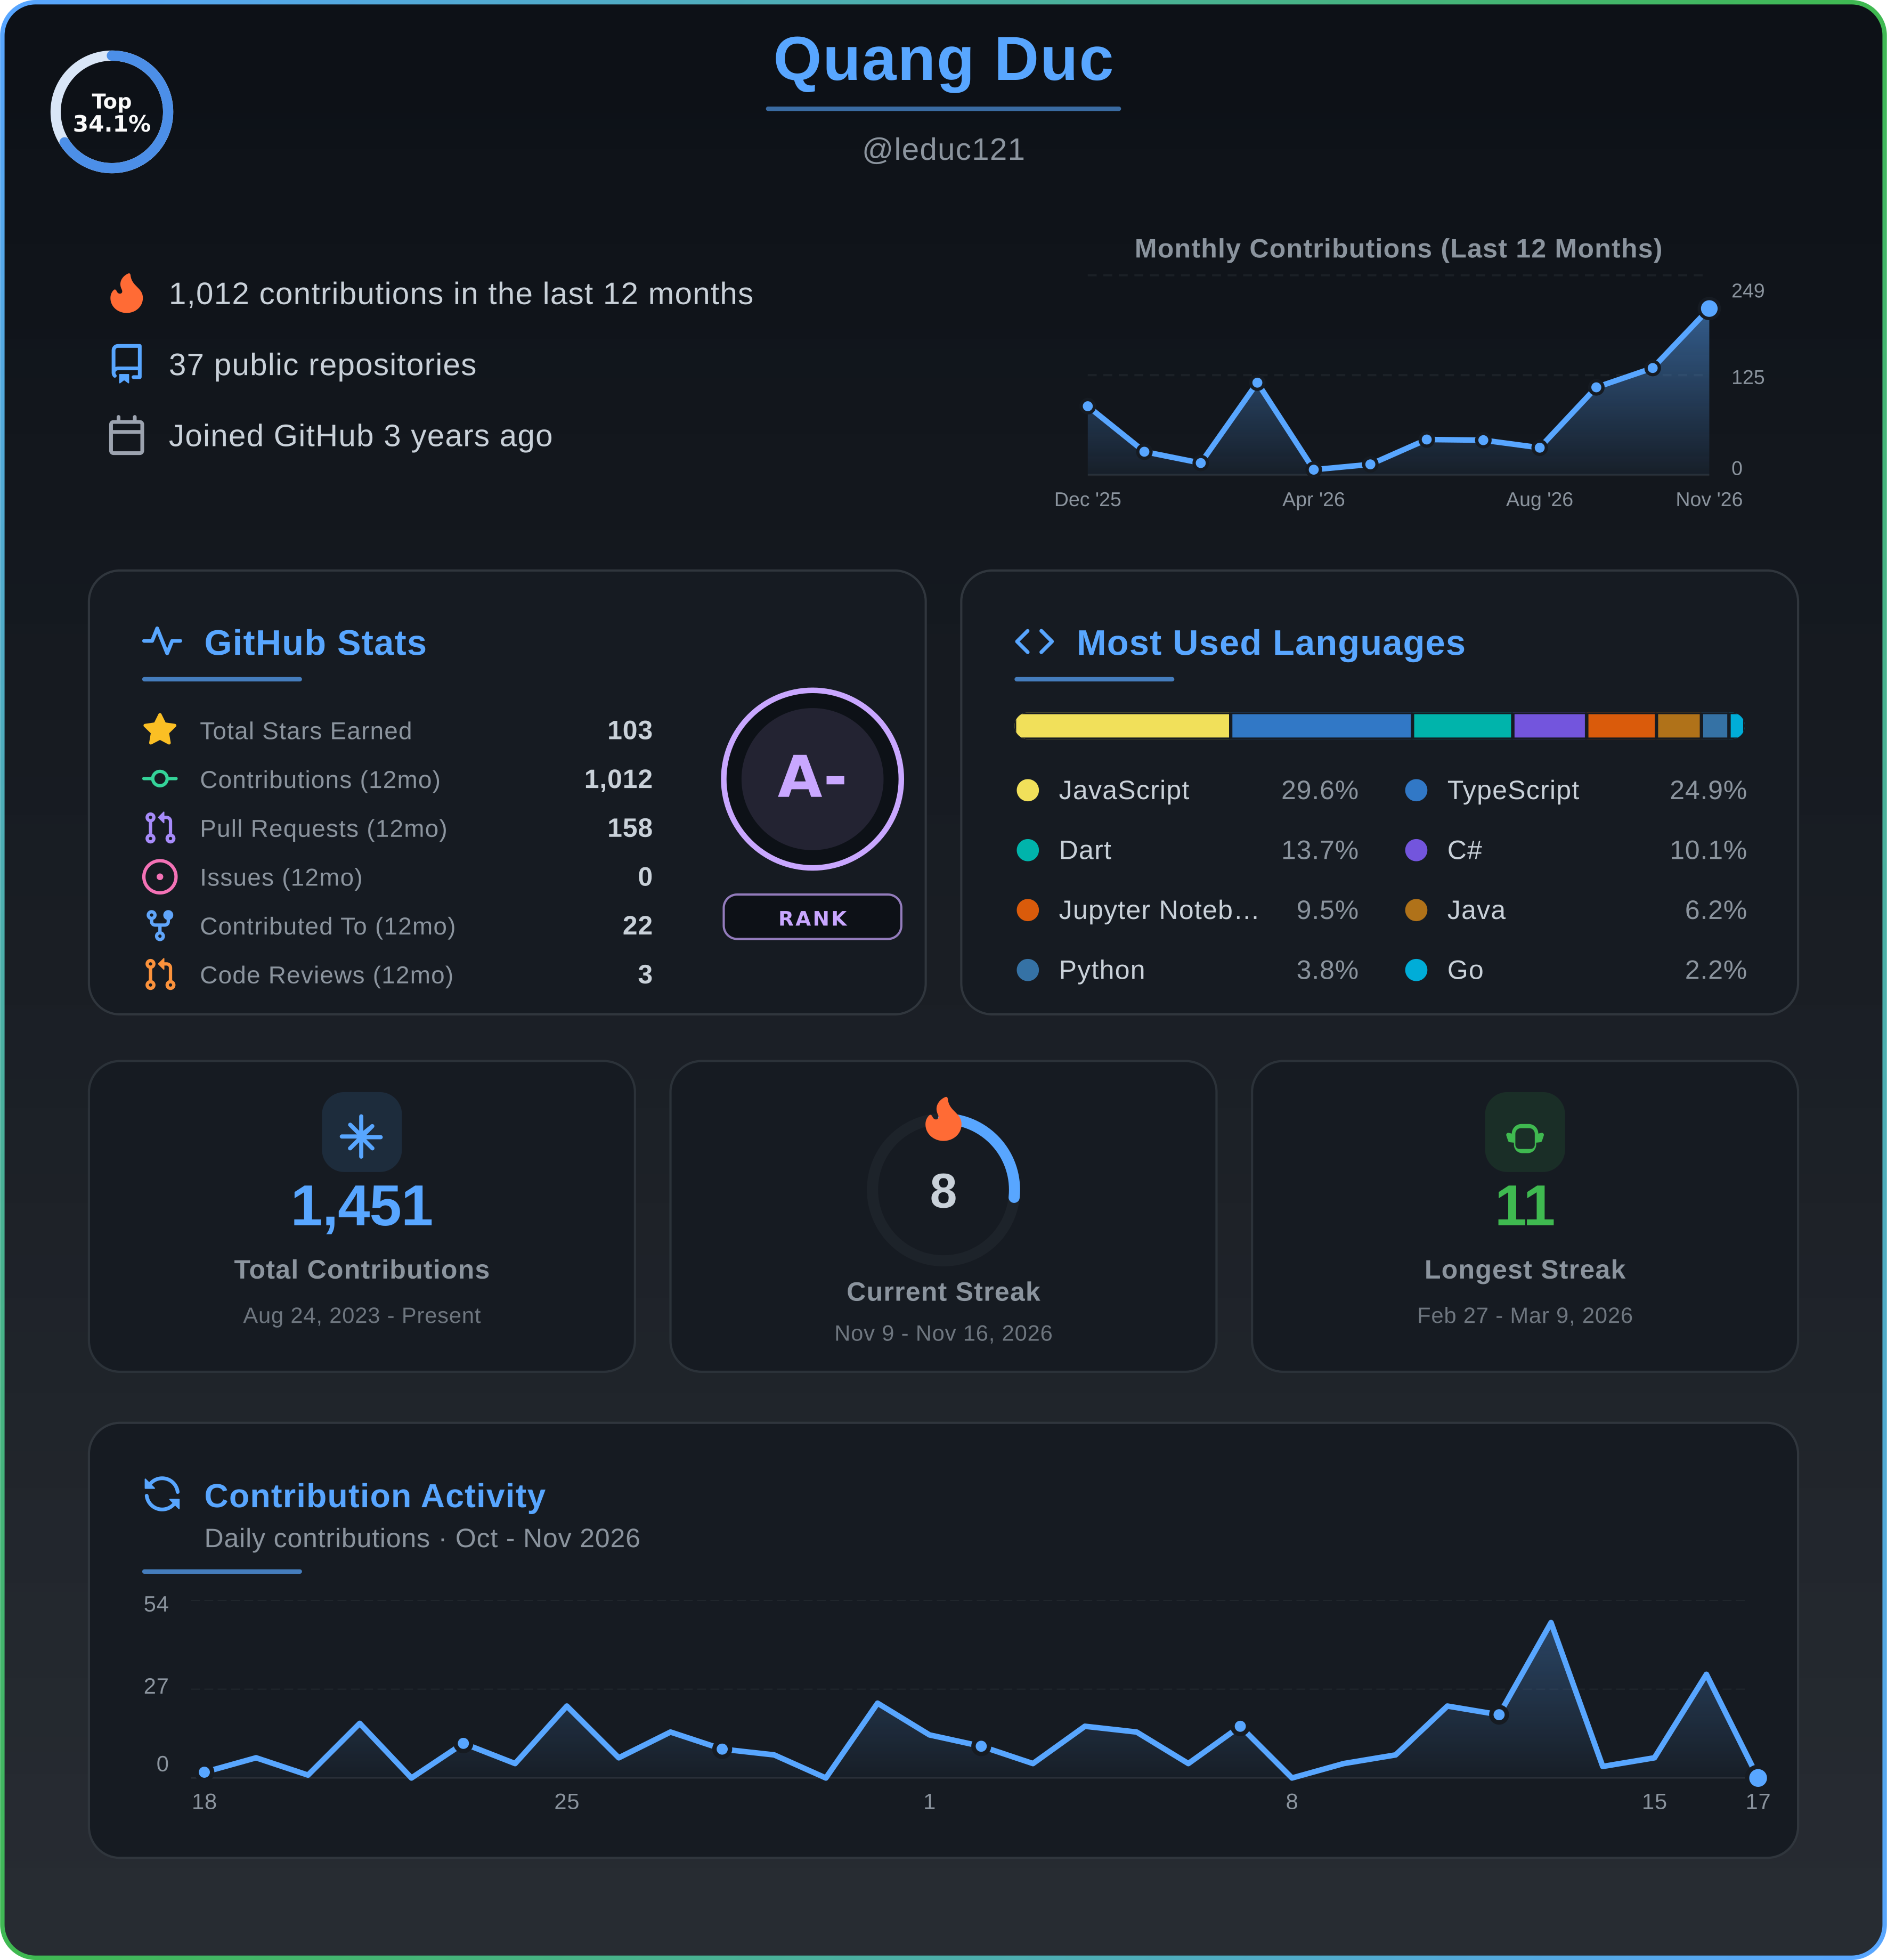 Quang Duc
Top
34.1%
@leduc121
1,012 contributions in the last 12 months
37 public repositories
Joined GitHub 3 years ago
Monthly Contributions (Last 12 Months)
249
125
0
Dec '25 Apr '26 Aug '26 Nov '26
GitHub Stats
Total Stars Earned 103
Contributions (12mo) 1,012
Pull Requests (12mo) 158
Issues (12mo) 0
Contributed To (12mo) 22
Code Reviews (12mo) 3
A-
RANK
Most Used Languages
JavaScript 29.6% TypeScript 24.9%
Dart 13.7% C# 10.1%
Jupyter Noteb... 9.5% Java 6.2%
Python 3.8% Go 2.2%
1,451
Total Contributions
Aug 24, 2023 - Present
8
Current Streak
Nov 9 - Nov 16, 2026
11
Longest Streak
Feb 27 - Mar 9, 2026
Contribution Activity
Daily contributions · Oct - Nov 2026
54
27
0
18 25 1 8 15 17